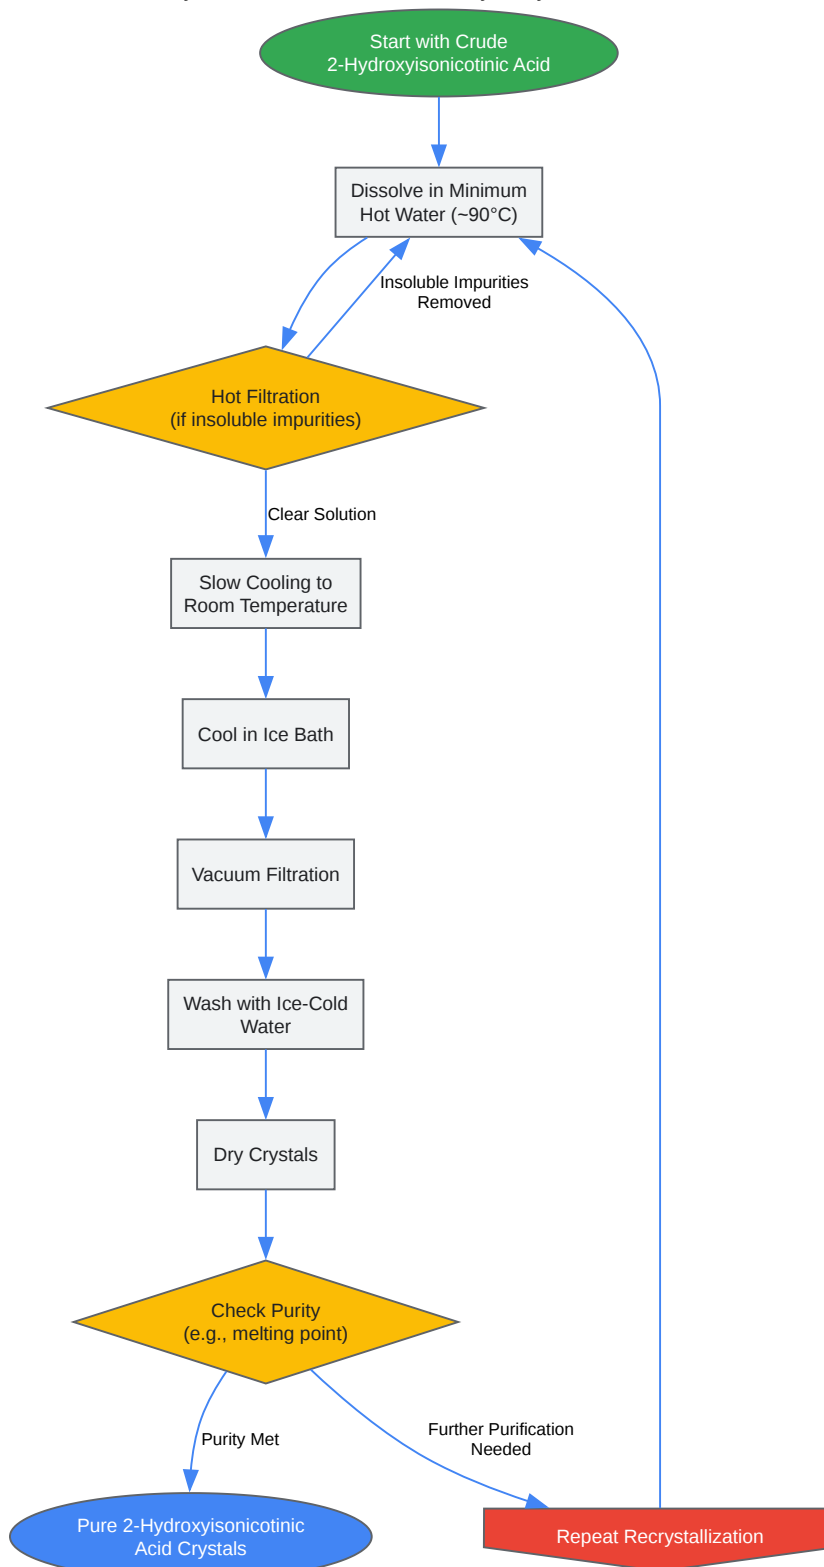 Start with Crude
2-Hydroxyisonicotinic Acid
Dissolve in Minimum
Hot Water (~90°C)
Insoluble Impurities
Removed
Hot Filtration
(if insoluble impurities)
Clear Solution
Slow Cooling to
Room Temperature
Cool in Ice Bath
Vacuum Filtration
Wash with Ice-Cold
Water
Dry Crystals
Check Purity
(e.g., melting point)
Purity Met
Further Purification
Needed
Pure 2-Hydroxyisonicotinic
Acid Crystals
Repeat Recrystallization